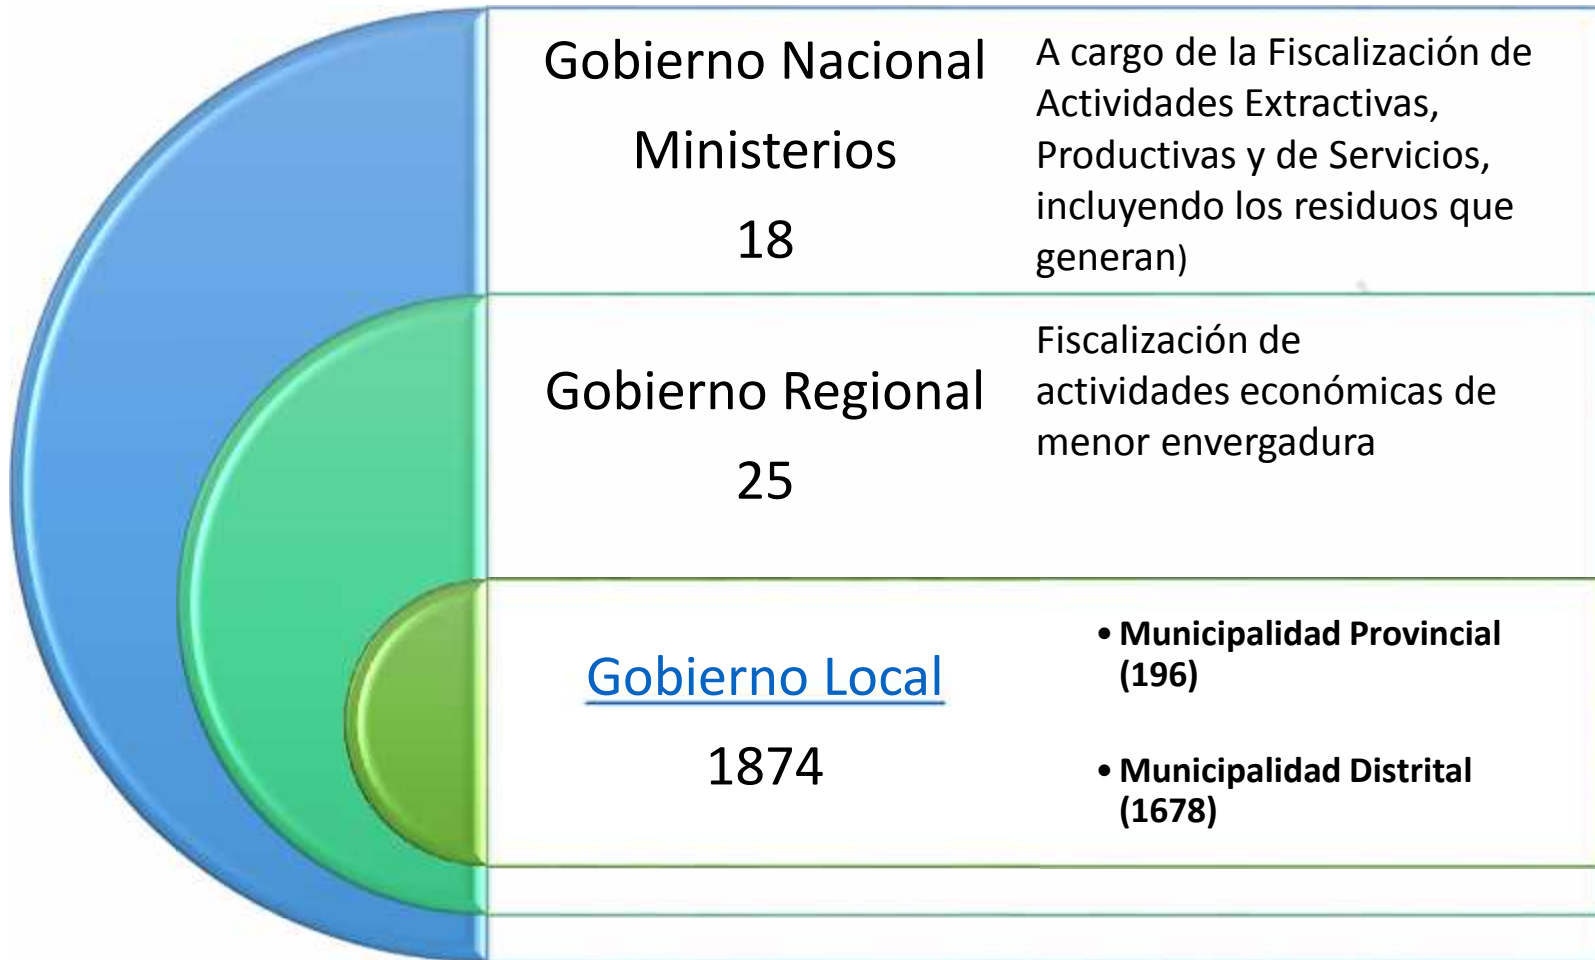 Gobierno Nacional
Ministerios
18
A cargo de la Fiscalización de
Actividades Extractivas,
Productivas y de Servicios,
incluyendo los residuos que
generan)
Gobierno Regional
25
Fiscalización de
actividades económicas de
menor envergadura
Gobierno Local
1874
• Municipalidad Provincial
(196)
• Municipalidad Distrital
(1678)